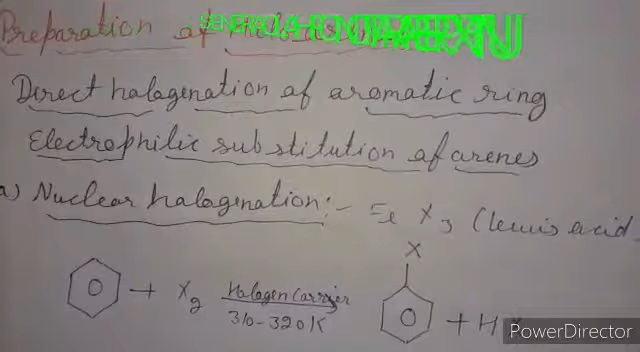 Preparation of
Direct halogenation of aromatic ring
Electrophilic substitution of arenes
a) Nuclear halogenation:- Fe X3 (lewis acid
X
+ X2 Halogen Carrier + H
310-320K
PowerDirector